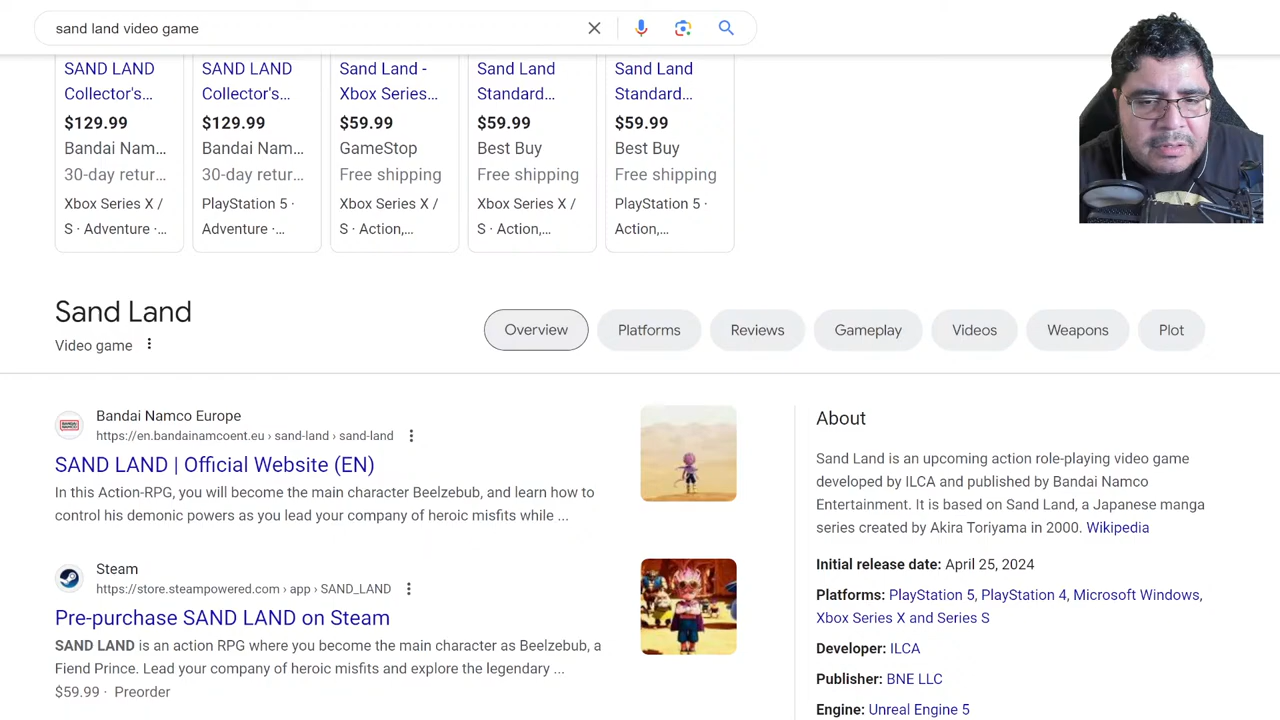 sand land video game
SAND LAND
Collector's...
$129.99
Bandai Nam...
30-day retur...
Xbox Series X /
S · Adventure ·...
SAND LAND
Collector's...
$129.99
Bandai Nam...
30-day retur...
PlayStation 5 ·
Adventure ·...
Sand Land -
Xbox Series...
$59.99
GameStop
Free shipping
Xbox Series X /
S · Action,...
Sand Land
Standard...
$59.99
Best Buy
Free shipping
Xbox Series X /
S · Action,...
Sand Land
Standard...
$59.99
Best Buy
Free shipping
PlayStation 5 ·
Action,...
Sand Land
Video game
Overview
Platforms
Reviews
Gameplay
Videos
Weapons
Plot
Bandai Namco Europe
https://en.bandainamcoent.eu › sand-land › sand-land
SAND LAND | Official Website (EN)
In this Action-RPG, you will become the main character Beelzebub, and learn how to
control his demonic powers as you lead your company of heroic misfits while ...
Steam
https://store.steampowered.com › app › SAND_LAND
Pre-purchase SAND LAND on Steam
SAND LAND is an action RPG where you become the main character as Beelzebub, a
Fiend Prince. Lead your company of heroic misfits and explore the legendary ...
$59.99 · Preorder
About
Sand Land is an upcoming action role-playing video game
developed by ILCA and published by Bandai Namco
Entertainment. It is based on Sand Land, a Japanese manga
series created by Akira Toriyama in 2000. Wikipedia
Initial release date: April 25, 2024
Platforms: PlayStation 5, PlayStation 4, Microsoft Windows,
Xbox Series X and Series S
Developer: ILCA
Publisher: BNE LLC
Engine: Unreal Engine 5